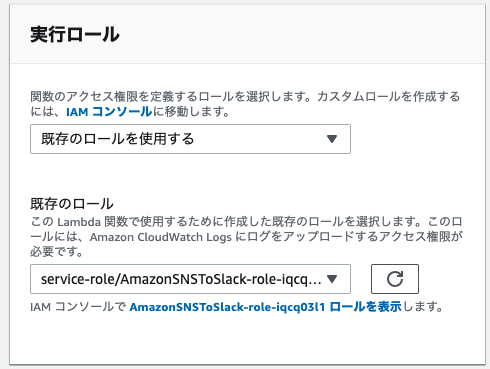 実行ロール
関数のアクセス権限を定義するロールを選択します。カスタムロールを作成する
には、IAM コンソールに移動します。
既存のロールを使用する
既存のロール
この Lambda 関数で使用するために作成した既存のロールを選択します。このロ
ールには、Amazon CloudWatch Logs にログをアップロードするアクセス権限が
必要です。
service-role/AmazonSNSToSlack-role-iqcq...
IAM コンソールで AmazonSNSToSlack-role-iqcq03l1 ロールを表示します。